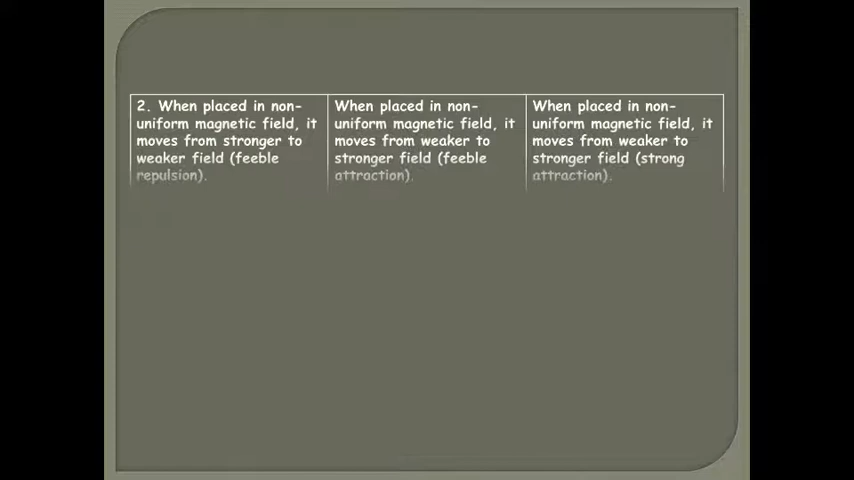 2. When placed in non-
uniform magnetic field, it
moves from stronger to
weaker field (feeble
repulsion).
When placed in non-
uniform magnetic field, it
moves from weaker to
stronger field (feeble
attraction).
When placed in non-
uniform magnetic field, it
moves from weaker to
stronger field (strong
attraction).